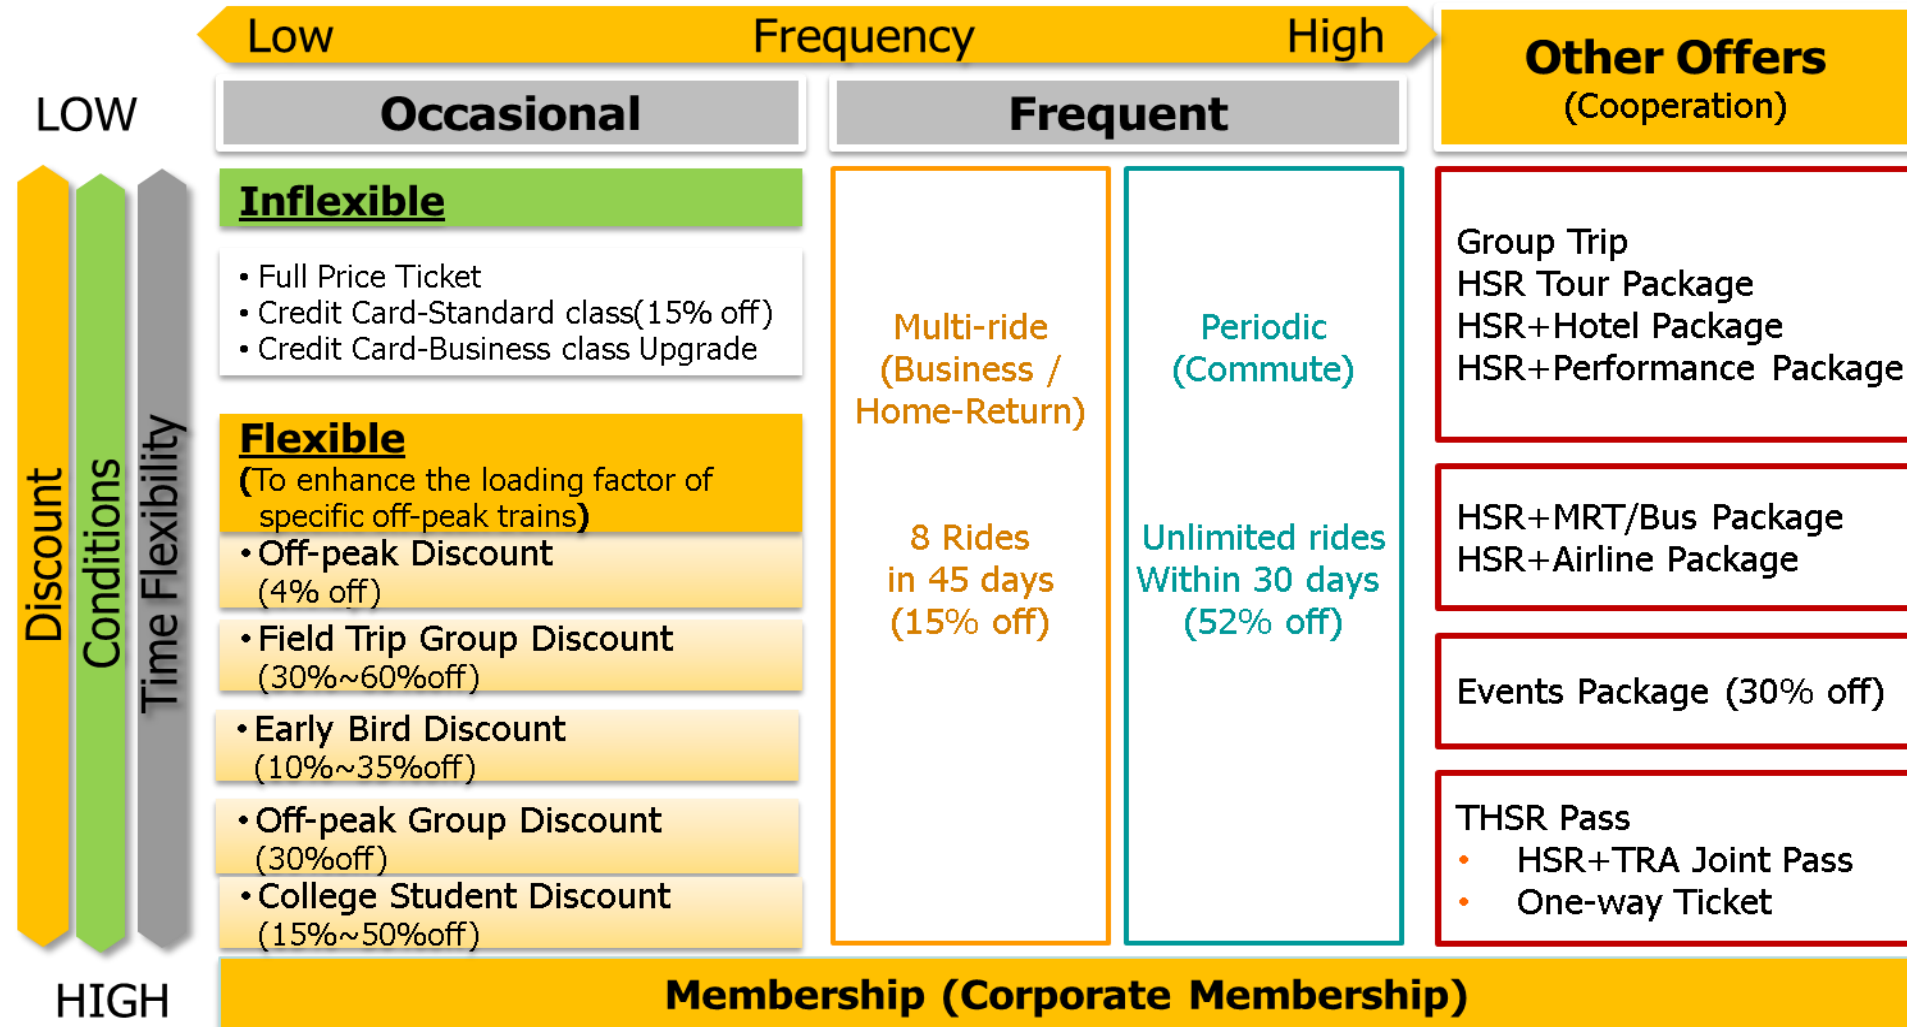 Low Frequency High
Other Offers
(Cooperation)
LOW
Occasional
Frequent
Discount
Conditions
Time Flexibility
HIGH
Inflexible
• Full Price Ticket
• Credit Card-Standard class(15% off)
• Credit Card-Business class Upgrade
Flexible
(To enhance the loading factor of
specific off-peak trains)
• Off-peak Discount
(4% off)
• Field Trip Group Discount
(30%~60%off)
• Early Bird Discount
(10%~35%off)
• Off-peak Group Discount
(30%off)
• College Student Discount
(15%~50%off)
Multi-ride
(Business /
Home-Return)
8 Rides
in 45 days
(15% off)
Periodic
(Commute)
Unlimited rides
Within 30 days
(52% off)
Group Trip
HSR Tour Package
HSR+Hotel Package
HSR+Performance Package
HSR+MRT/Bus Package
HSR+Airline Package
Events Package (30% off)
THSR Pass
• HSR+TRA Joint Pass
• One-way Ticket
Membership (Corporate Membership)